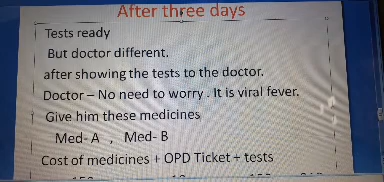 After three days
Tests ready
But doctor different.
after showing the tests to the doctor.
Doctor – No need to worry . It is viral fever.
Give him these medicines
Med- A , Med- B
Cost of medicines + OPD Ticket + tests